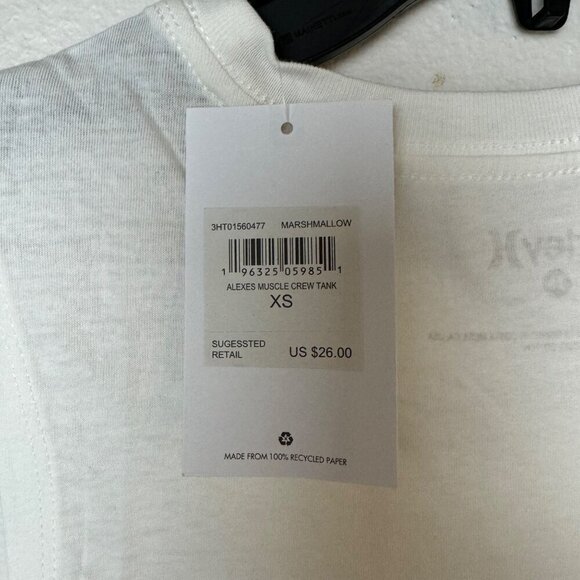 3HT01560477 MARSHMALLOW
1 96325 05985 1
ALEXES MUSCLE CREW TANK
XS
SUGESSTED
RETAIL US $26.00
MADE FROM 100% RECYCLED PAPER